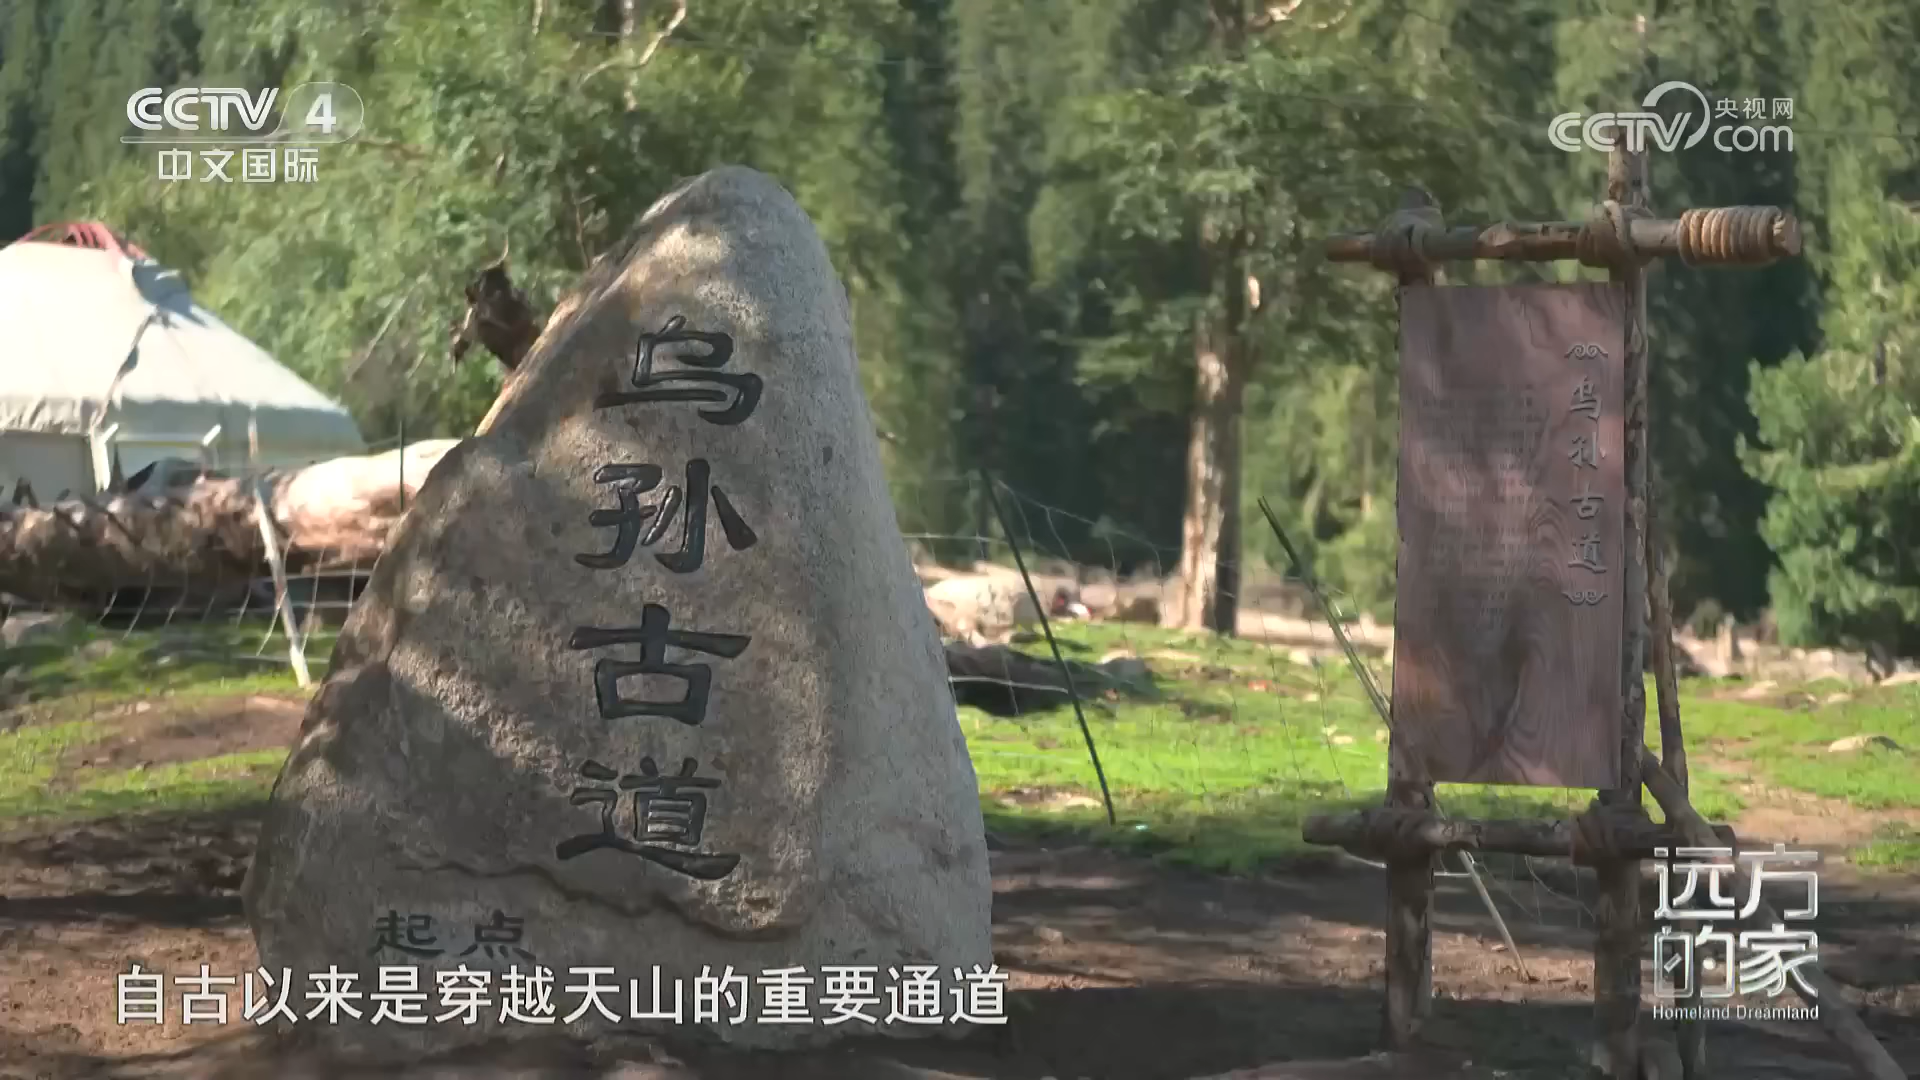 CCTV 4
中文国际
央视网
CCTV.com
乌孙古道
起点
乌孙古道
自古以来是穿越天山的重要通道
远方的家
Homeland Dreamland